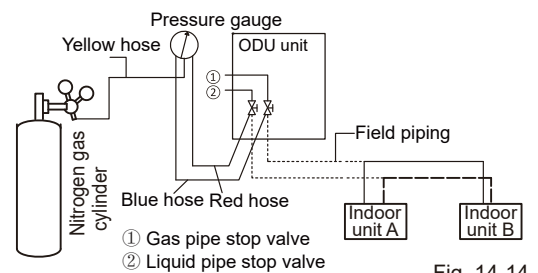 Pressure gauge
Yellow hose
ODU unit
①
②
Nitrogen gas
cylinder
Field piping
Blue hose
Red hose
Indoor
unit A
Indoor
unit B
① Gas pipe stop valve
② Liquid pipe stop valve
Fig. 14-14